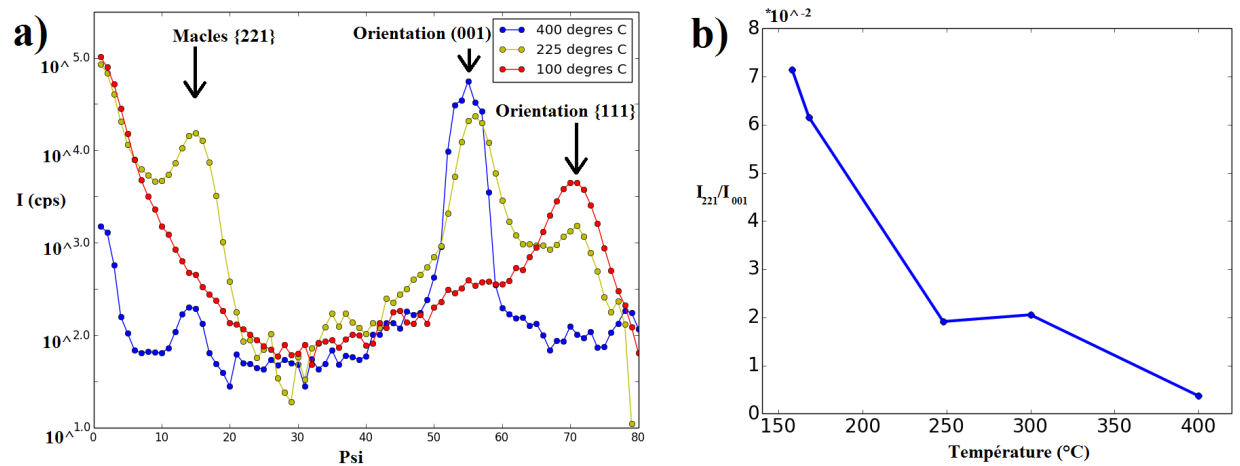 a)
Macles {221}
Orientation (001)
Orientation {111}
400 degres C
225 degres C
100 degres C
I (cps)
10^5.0
10^4.0
10^3.0
10^2.0
10^1.0
0 10 20 30 40 50 60 70 80
Psi
b)
*10^-2
I221/I001
8
7
6
5
4
3
2
1
0
150 200 250 300 350 400
Température (°C)